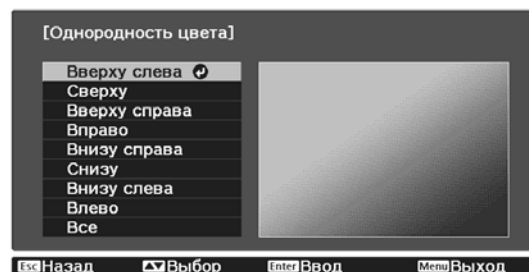 [Однородность цвета]
Вверху слева
Сверху
Вверху справа
Вправо
Внизу справа
Снизу
Внизу слева
Влево
Все
Esc Назад Выбор Enter Ввод Menu Выход